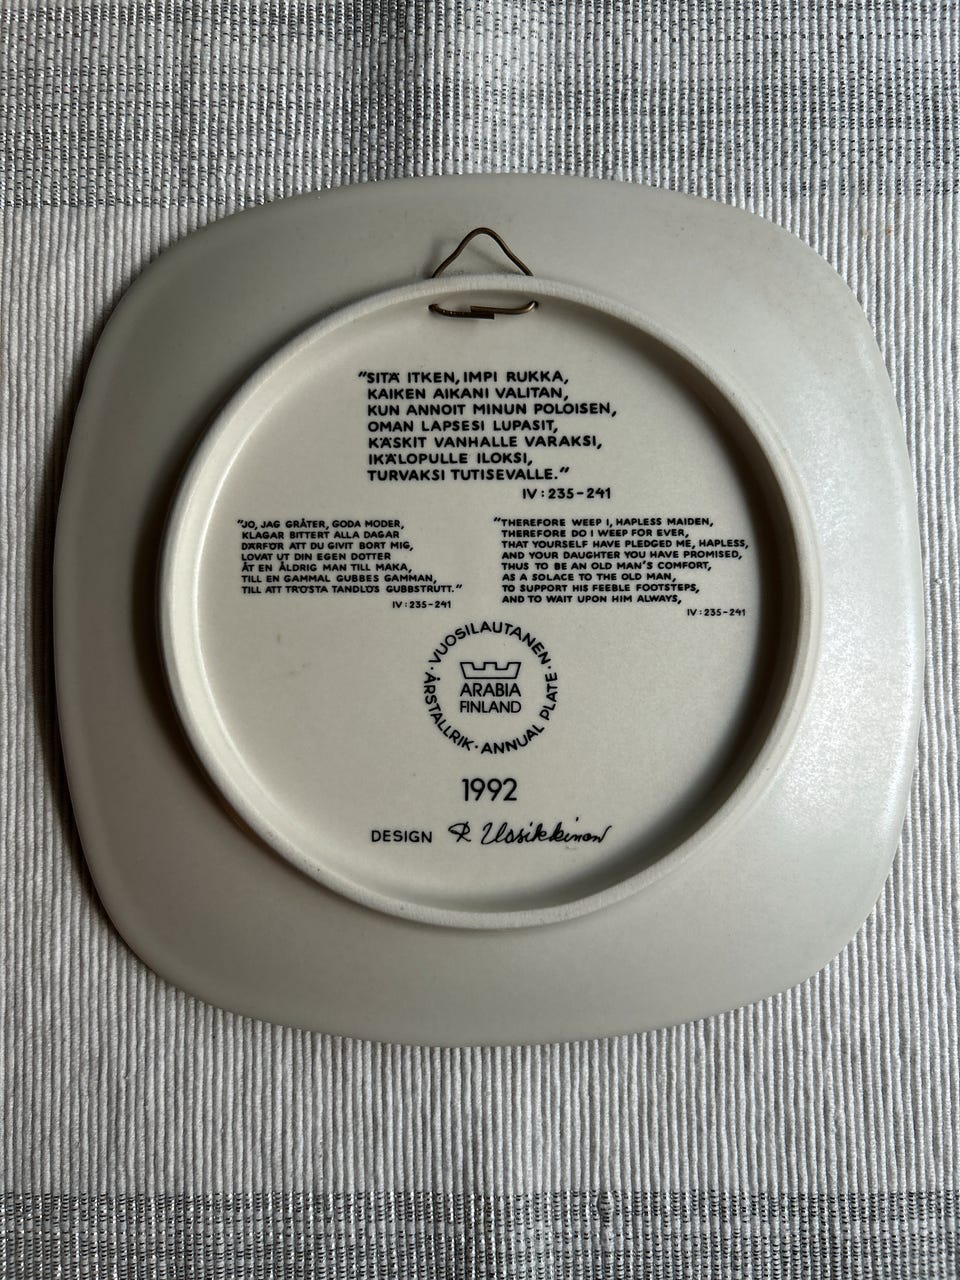 "SITÄ ITKEN, IMPI RUKKA,
KAIKEN AIKANI VALITAN,
KUN ANNOIT MINUN POLOISEN,
OMAN LAPSESI LUPASIT,
KÄSKIT VANHALLE VARAKSI,
IKÄLOPULLE ILOKSI,
TURVAKSI TUTISEVALLE."
IV:235-241
"JO, JAG GRÅTER, GODA MODER,
KLAGAR BITTERT ALLA DAGAR
DÄRFÖR ATT DU GIVIT BORT MIG,
LOVAT UT DIN EGEN DOTTER
ÅT EN ÅLDRIG MAN TILL MAKA,
TILL EN GAMMAL GUBBES GAMMAN,
TILL ATT TRÖSTA TANDLÖS GUBBSTRUTT."
IV:235-241
"THEREFORE WEEP I, HAPLESS MAIDEN,
THEREFORE DO I WEEP FOR EVER,
THAT YOURSELF HAVE PLEDGED ME, HAPLESS,
AND YOUR DAUGHTER YOU HAVE PROMISED,
THUS TO BE AN OLD MAN'S COMFORT,
AS A SOLACE TO THE OLD MAN,
TO SUPPORT HIS FEEBLE FOOTSTEPS,
AND TO WAIT UPON HIM ALWAYS,
IV:235-241
· VUOSILAUTANEN · ANNUAL PLATE · ÅRSTALLRIK
ARABIA
FINLAND
1992
DESIGN R Uosikkinen